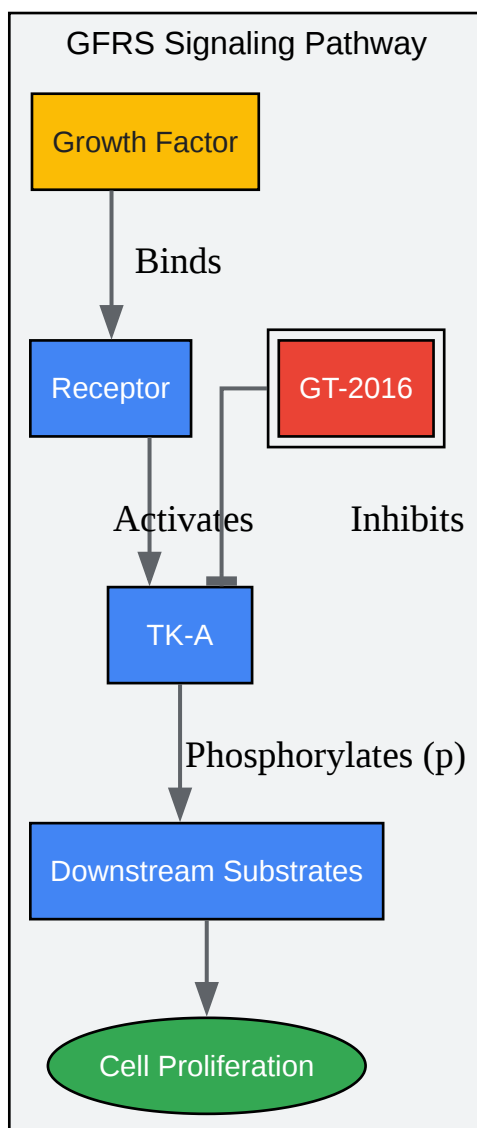 GFRS Signaling Pathway
Growth Factor
Binds
Receptor
GT-2016
Activates
Inhibits
TK-A
Phosphorylates (p)
Downstream Substrates
Cell Proliferation